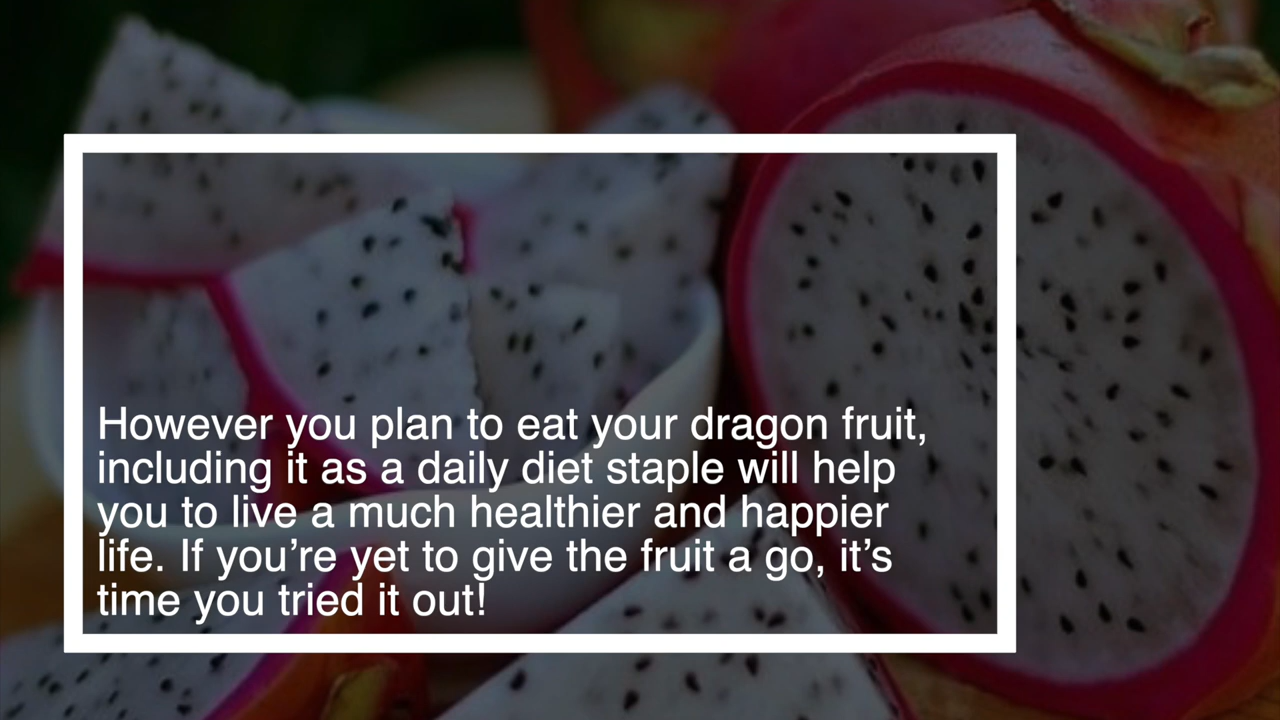 However you plan to eat your dragon fruit,
including it as a daily diet staple will help
you to live a much healthier and happier
life. If you’re yet to give the fruit a go, it’s
time you tried it out!